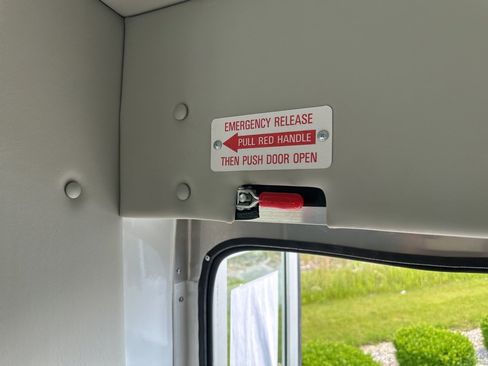 EMERGENCY RELEASE
PULL RED HANDLE
THEN PUSH DOOR OPEN